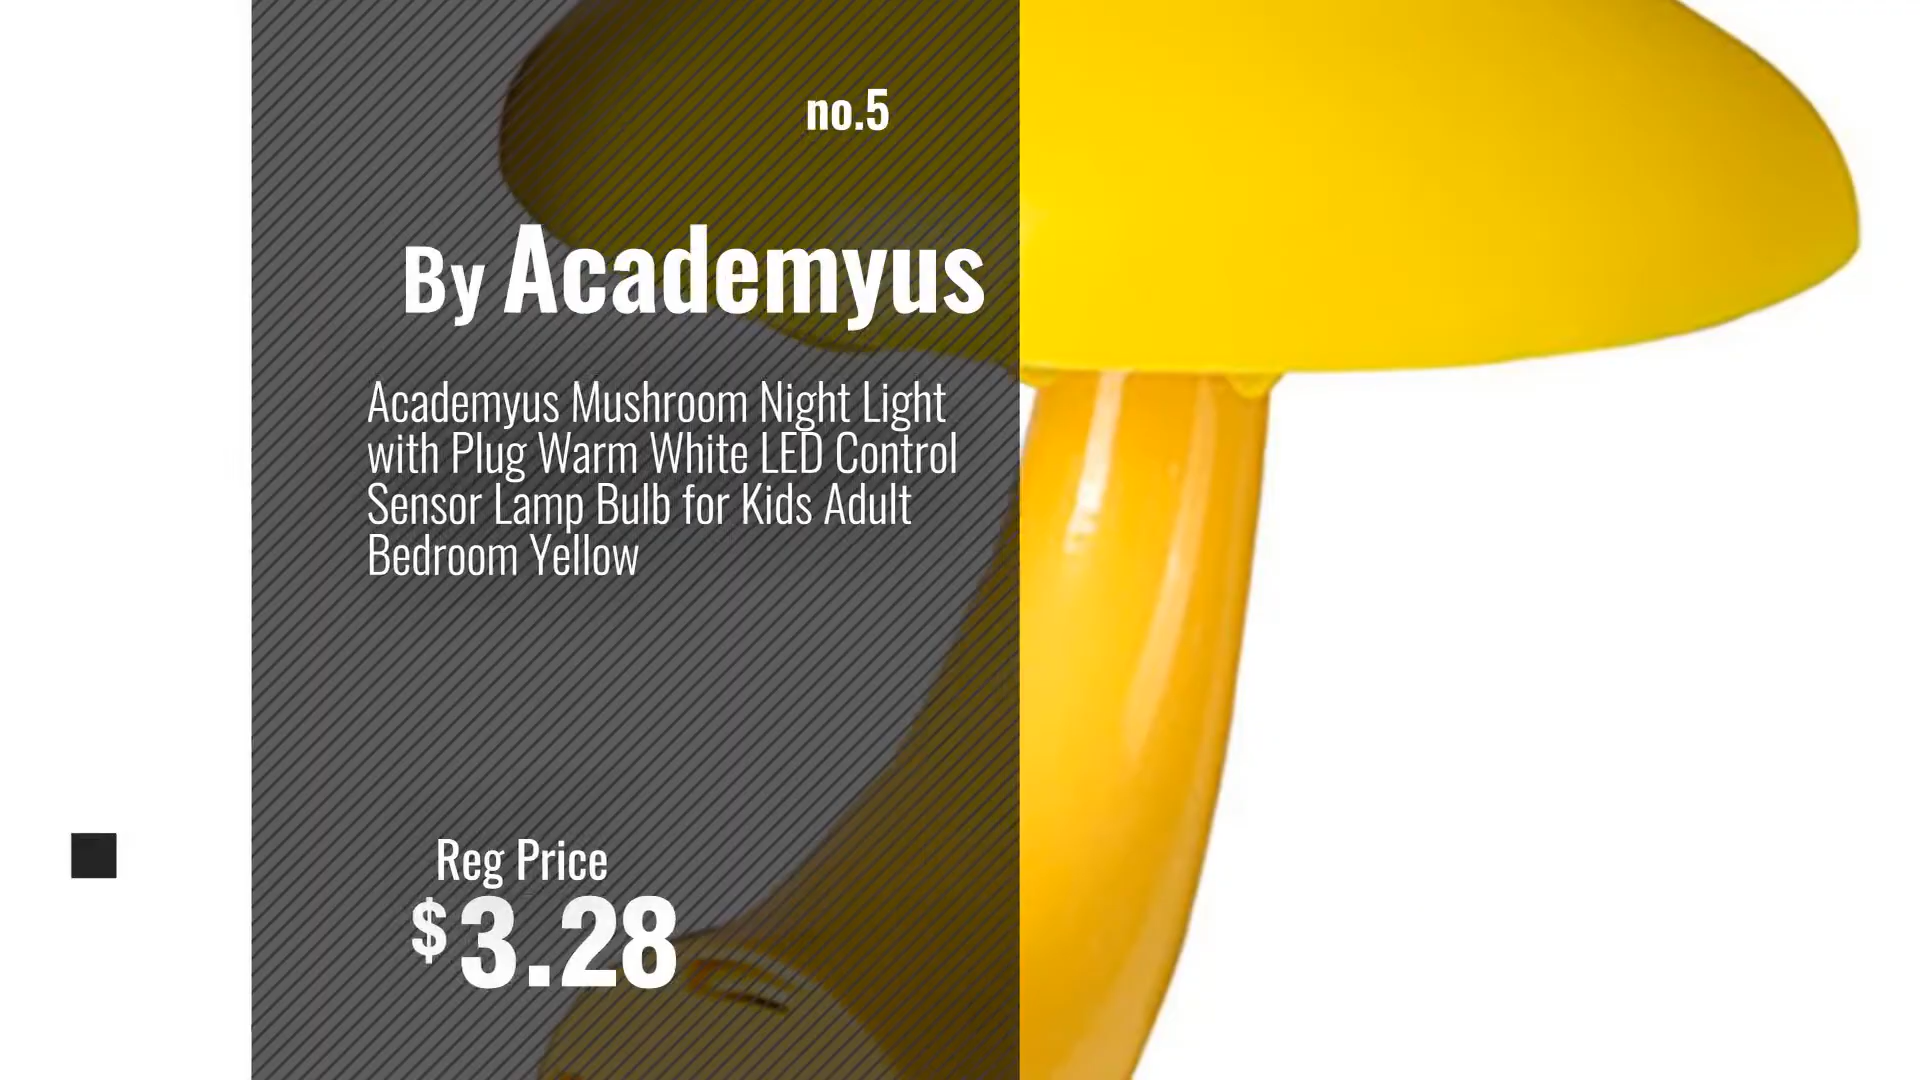 no.5
By Academyus
Academyus Mushroom Night Light
with Plug Warm White LED Control
Sensor Lamp Bulb for Kids Adult
Bedroom Yellow
Reg Price
$3.28